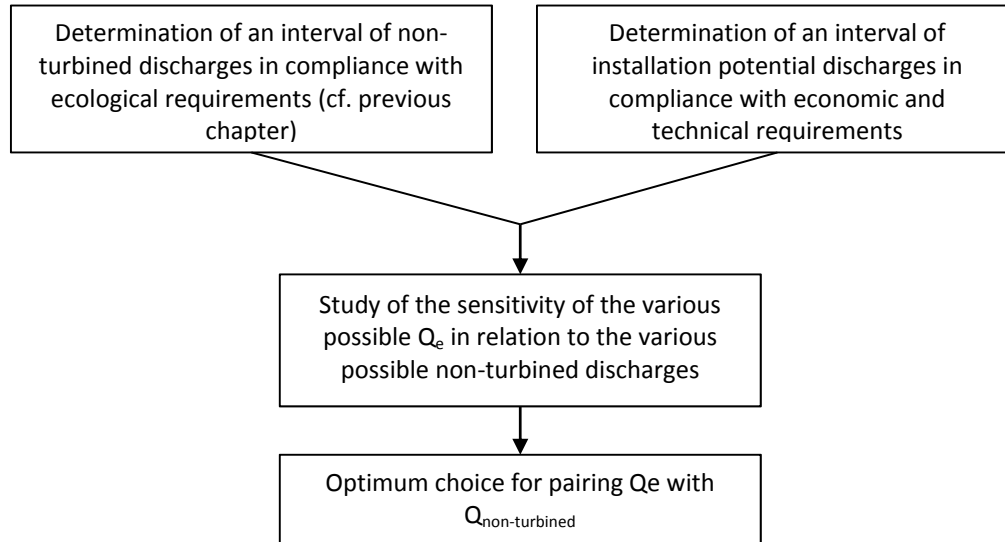 Determination of an interval of non-
turbined discharges in compliance with
ecological requirements (cf. previous
chapter)
Determination of an interval of
installation potential discharges in
compliance with economic and
technical requirements
Study of the sensitivity of the various
possible Qe in relation to the various
possible non-turbined discharges
Optimum choice for pairing Qe with
Qnon-turbined